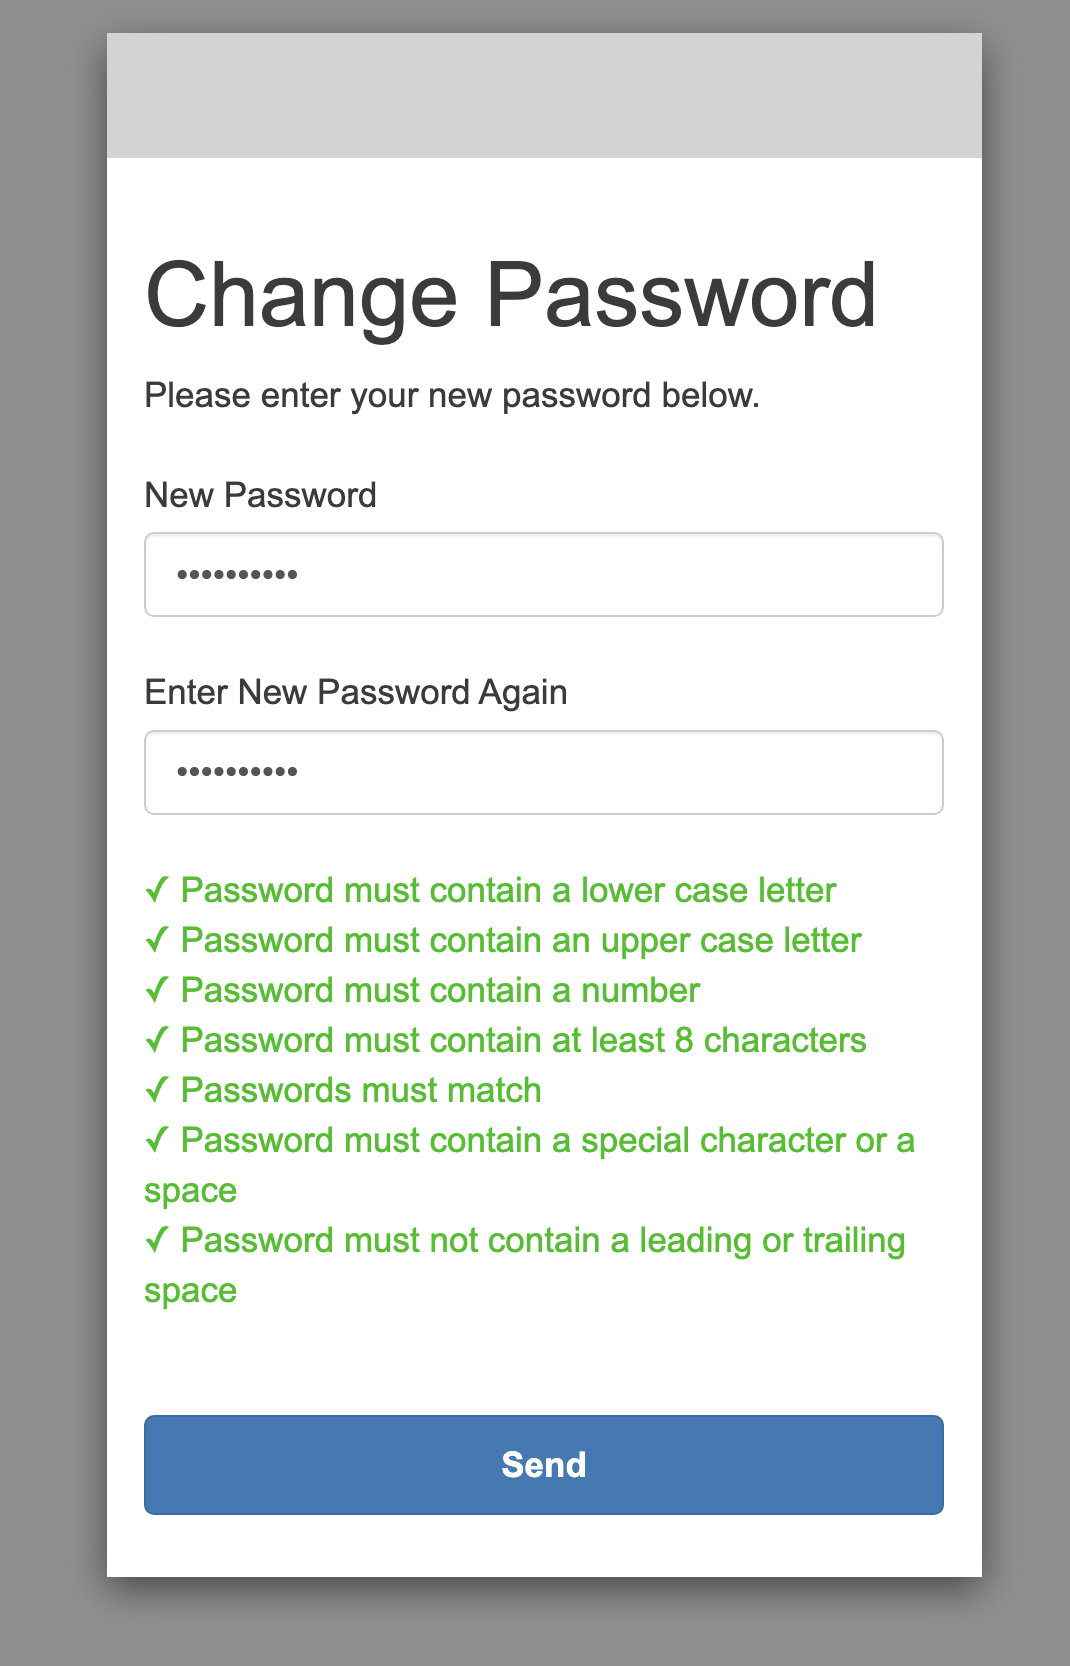 Change Password
Please enter your new password below.
New Password
••••••••••
Enter New Password Again
••••••••••
✓ Password must contain a lower case letter
✓ Password must contain an upper case letter
✓ Password must contain a number
✓ Password must contain at least 8 characters
✓ Passwords must match
✓ Password must contain a special character or a
space
✓ Password must not contain a leading or trailing
space
Send